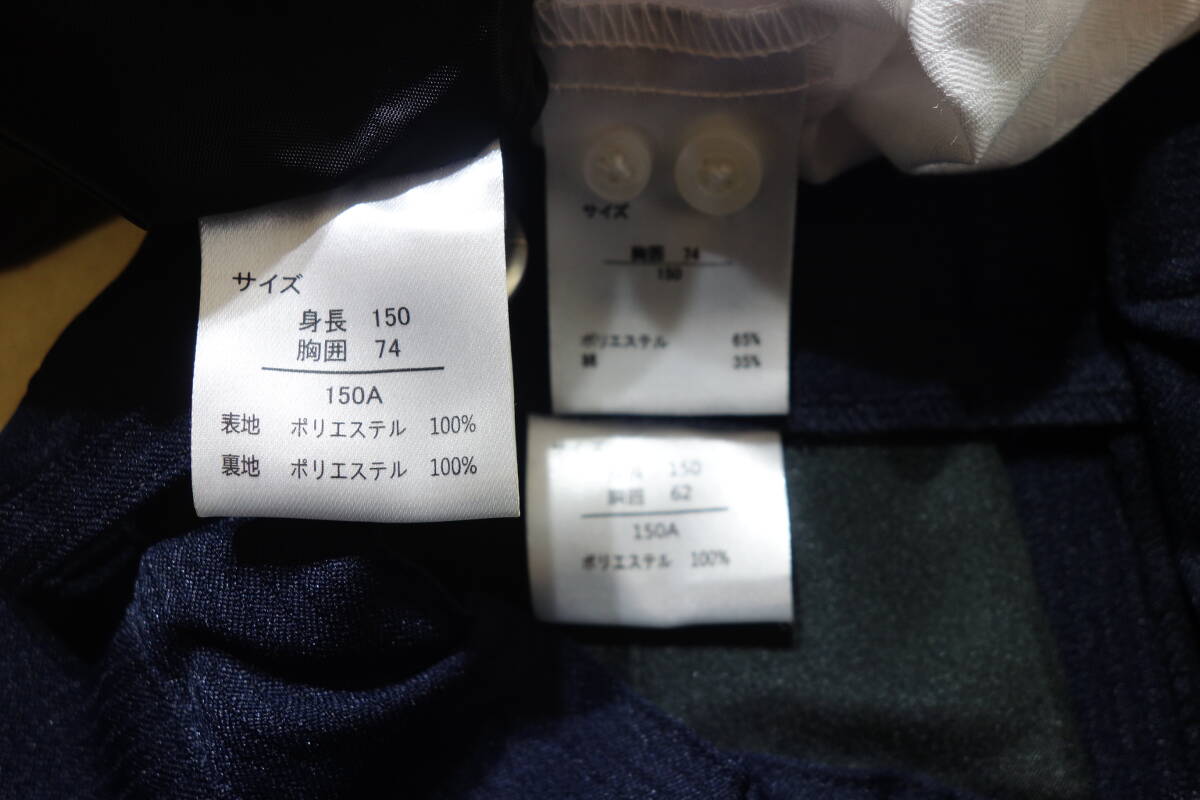 サイズ
身長 150
胸囲 74
150A
表地 ポリエステル 100%
裏地 ポリエステル 100%
サイズ
胸囲 74
150
ポリエステル 65%
綿 35%
150
胸囲 62
150A
ポリエステル 100%